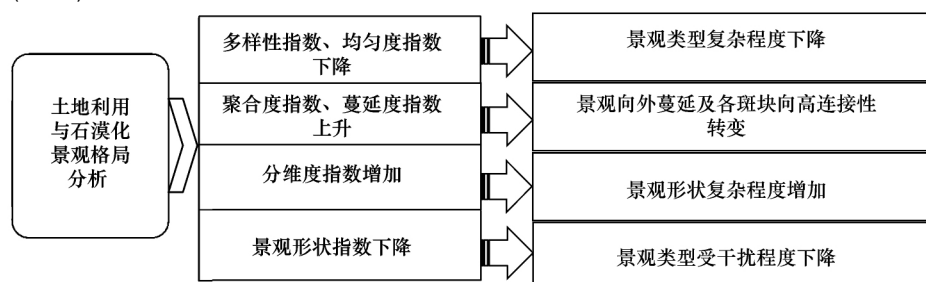 土地利用
与石漠化
景观格局
分析
多样性指数、均匀度指数
下降
景观类型复杂程度下降
聚合度指数、蔓延度指数
上升
景观向外蔓延及各斑块向高连接性
转变
分维度指数增加
景观形状复杂程度增加
景观形状指数下降
景观类型受干扰程度下降